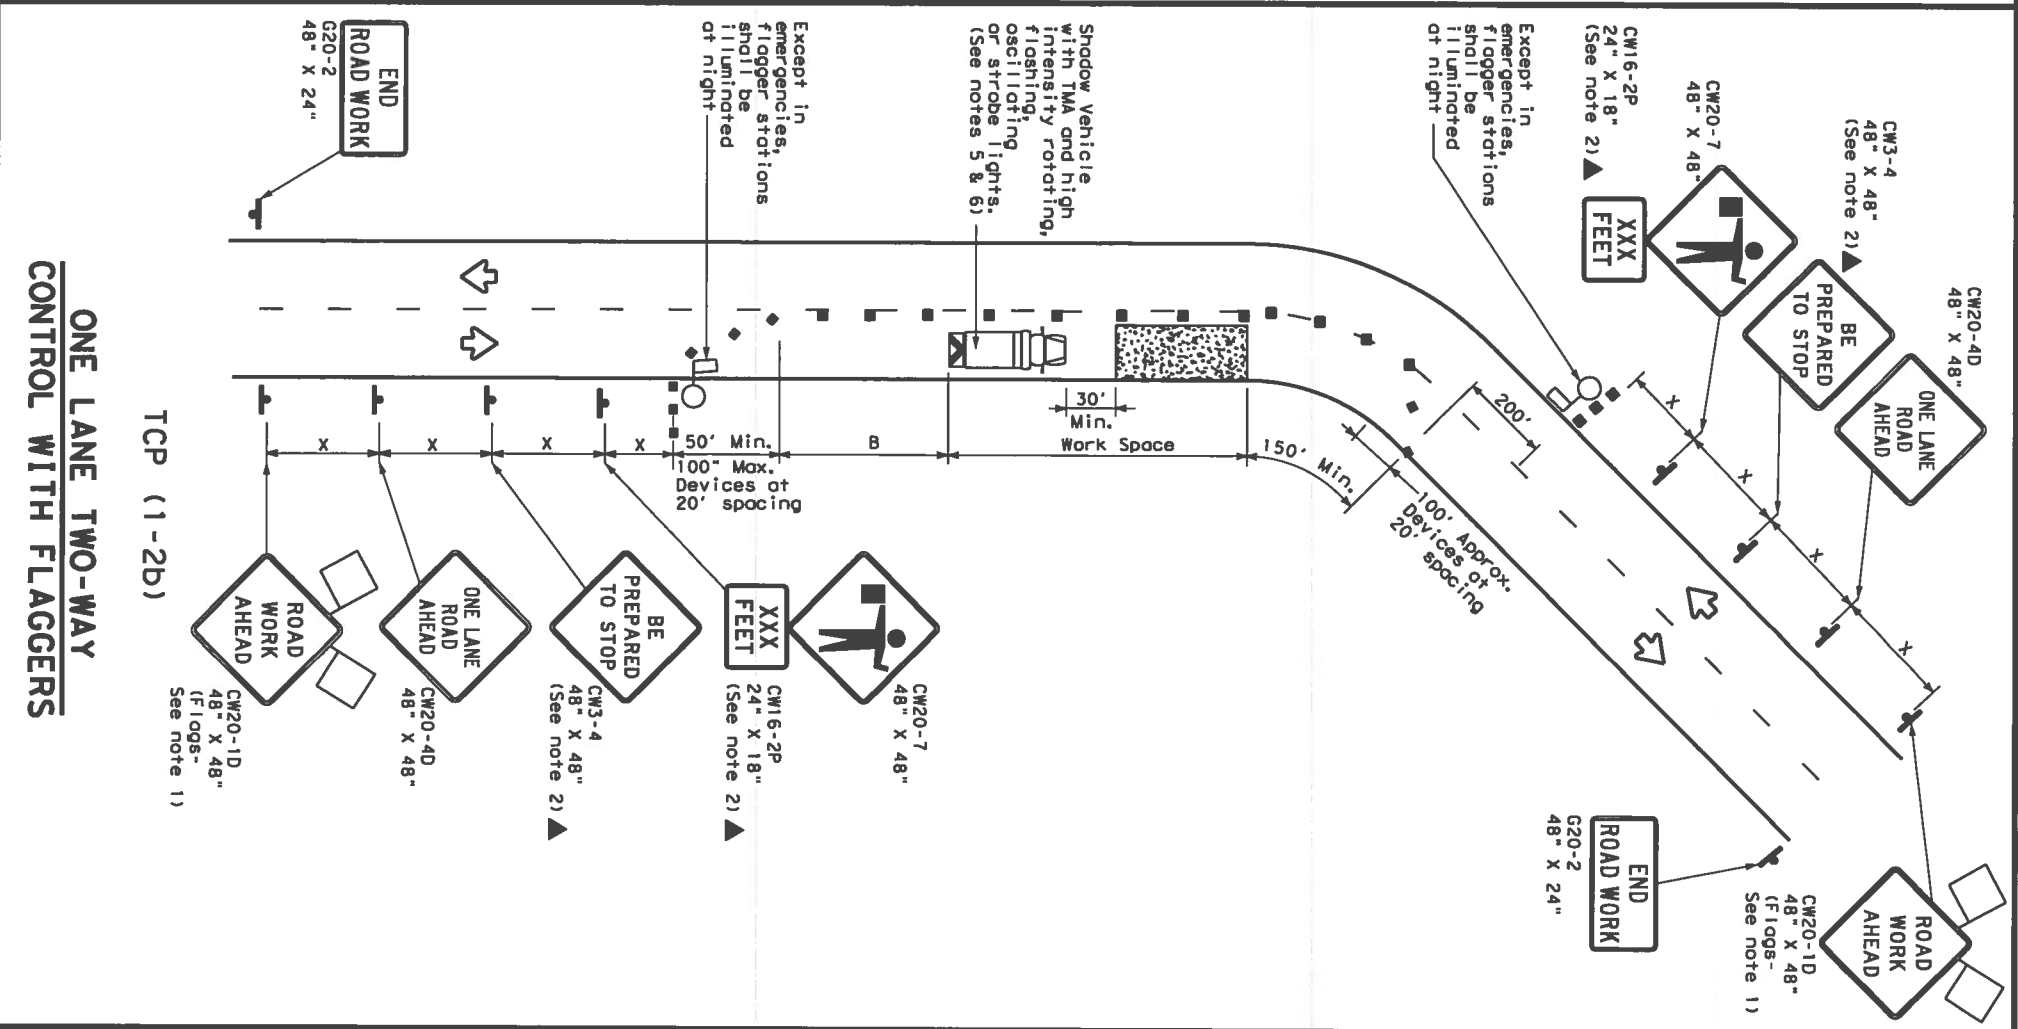 CW20-1D
48" X 48"
(Flags-
See note 1)
ROAD
WORK
AHEAD
CW20-4D
48" X 48"
ONE LANE
ROAD
AHEAD
CW3-4
48" X 48"
(See note 2)
BE
PREPARED
TO STOP
CW20-7
48" X 48"
CW16-2P
24" X 18"
(See note 2)
XXX
FEET
Except in
emergencies,
flagger stations
shall be
illuminated
at night
END
ROAD WORK
G20-2
48" X 24"
X
X
X
X
200'
100' Approx.
Devices at
20' spacing
150' Min.
Shadow Vehicle
with TMA and high
intensity rotating,
flashing,
oscillating
or strobe lights.
(See notes 5 & 6)
Work Space
30'
Min.
B
50' Min.
100" Max.
Devices at
20' spacing
Except in
emergencies,
flagger stations
shall be
illuminated
at night
X
X
X
X
CW20-7
48" X 48"
XXX
FEET
CW16-2P
24" X 18"
(See note 2)
BE
PREPARED
TO STOP
CW3-4
48" X 48"
(See note 2)
ONE LANE
ROAD
AHEAD
CW20-4D
48" X 48"
ROAD
WORK
AHEAD
CW20-1D
48" X 48"
(Flags-
See note 1)
END
ROAD WORK
G20-2
48" X 24"
TCP (1-2b)
ONE LANE TWO-WAY
CONTROL WITH FLAGGERS